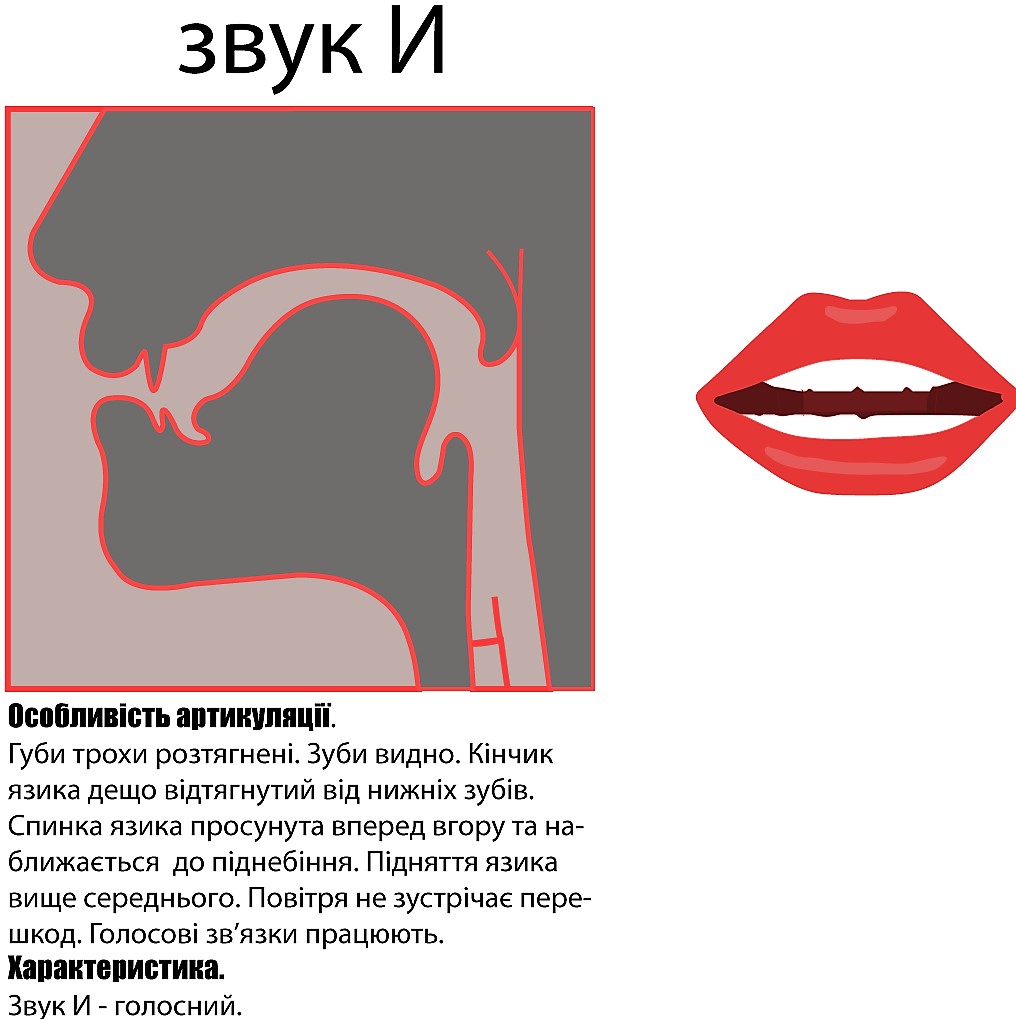 звук И
Особливість артикуляції.
Губи трохи розтягнені. Зуби видно. Кінчик
язика дещо відтягнутий від нижніх зубів.
Спинка язика просунута вперед вгору та на-
ближається до піднебіння. Підняття язика
вище середнього. Повітря не зустрічає пере-
шкод. Голосові зв’язки працюють.
Характеристика.
Звук И - голосний.